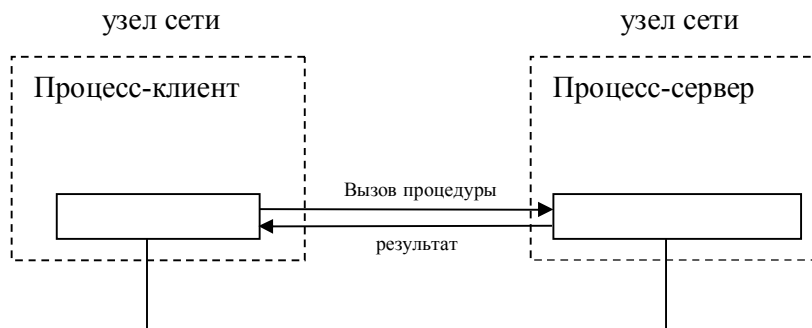 узел сети
узел сети
Процесс-клиент
Процесс-сервер
Вызов процедуры
результат